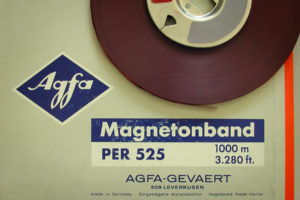 Agfa
Magnetonband
PER 525
1000 m
3.280 ft.
AGFA-GEVAERT
509 LEVERKUSEN
Made in Germany · Eingetragene Warenzeichen · Registered Trade Marks